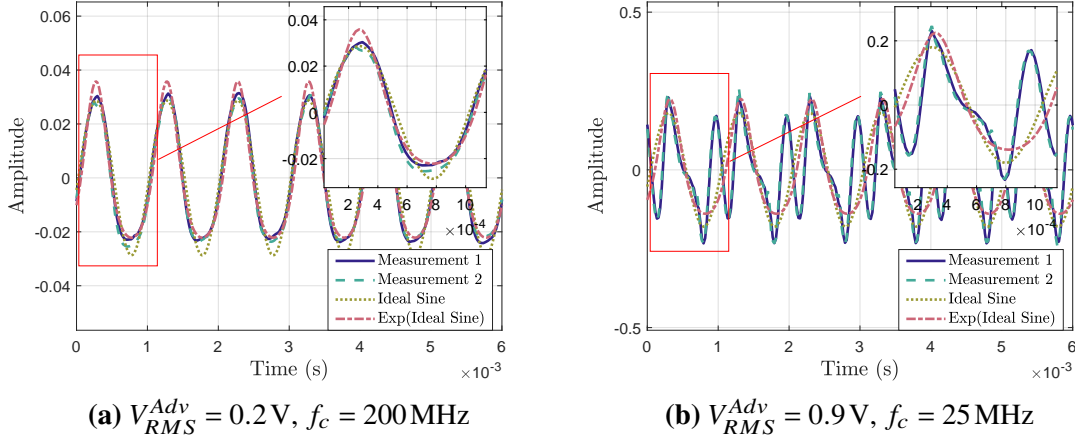 0.06
0.04
0.02
0
-0.02
-0.04
Amplitude
0 1 2 3 4 5 6
Time (s)
×10⁻³
0.04
0.02
0
-0.02
2 4 6 8 10
×10⁻⁴
Measurement 1
Measurement 2
Ideal Sine
Exp(Ideal Sine)
(a) V_{RMS}^{Adv} = 0.2 V, f_c = 200 MHz
0.5
0
-0.5
Amplitude
0 1 2 3 4 5 6
Time (s)
×10⁻³
0.2
0
-0.2
2 4 6 8 10
×10⁻⁴
Measurement 1
Measurement 2
Ideal Sine
Exp(Ideal Sine)
(b) V_{RMS}^{Adv} = 0.9 V, f_c = 25 MHz